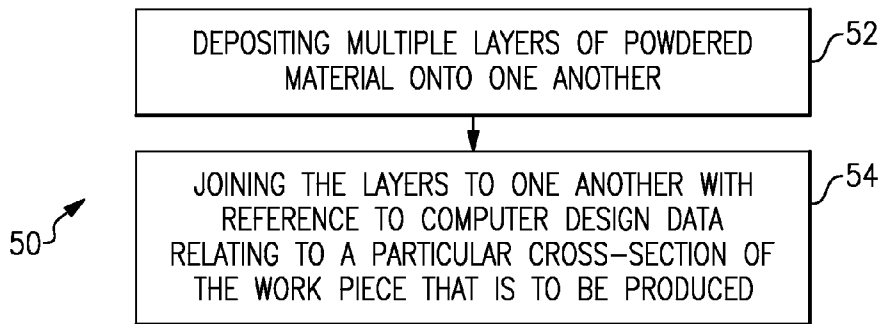 DEPOSITING MULTIPLE LAYERS OF POWDERED
MATERIAL ONTO ONE ANOTHER
52
JOINING THE LAYERS TO ONE ANOTHER WITH
REFERENCE TO COMPUTER DESIGN DATA
RELATING TO A PARTICULAR CROSS-SECTION OF
THE WORK PIECE THAT IS TO BE PRODUCED
54
50